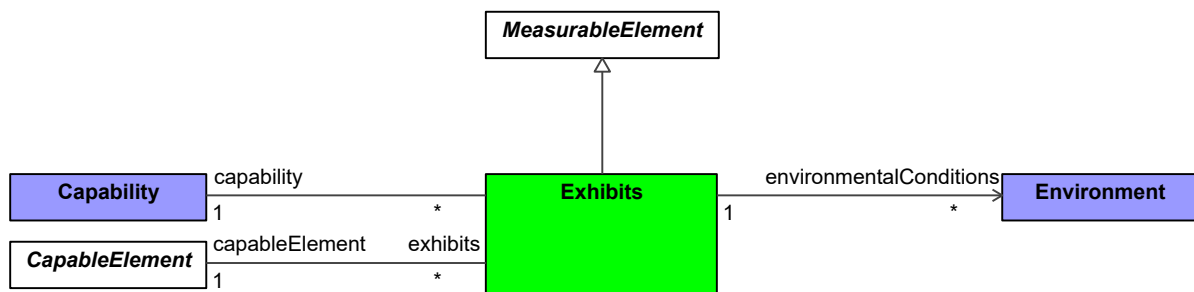 MeasurableElement
capability
environmentalConditions
Capability
Exhibits
Environment
1
*
1
*
capableElement
exhibits
CapableElement
1
*